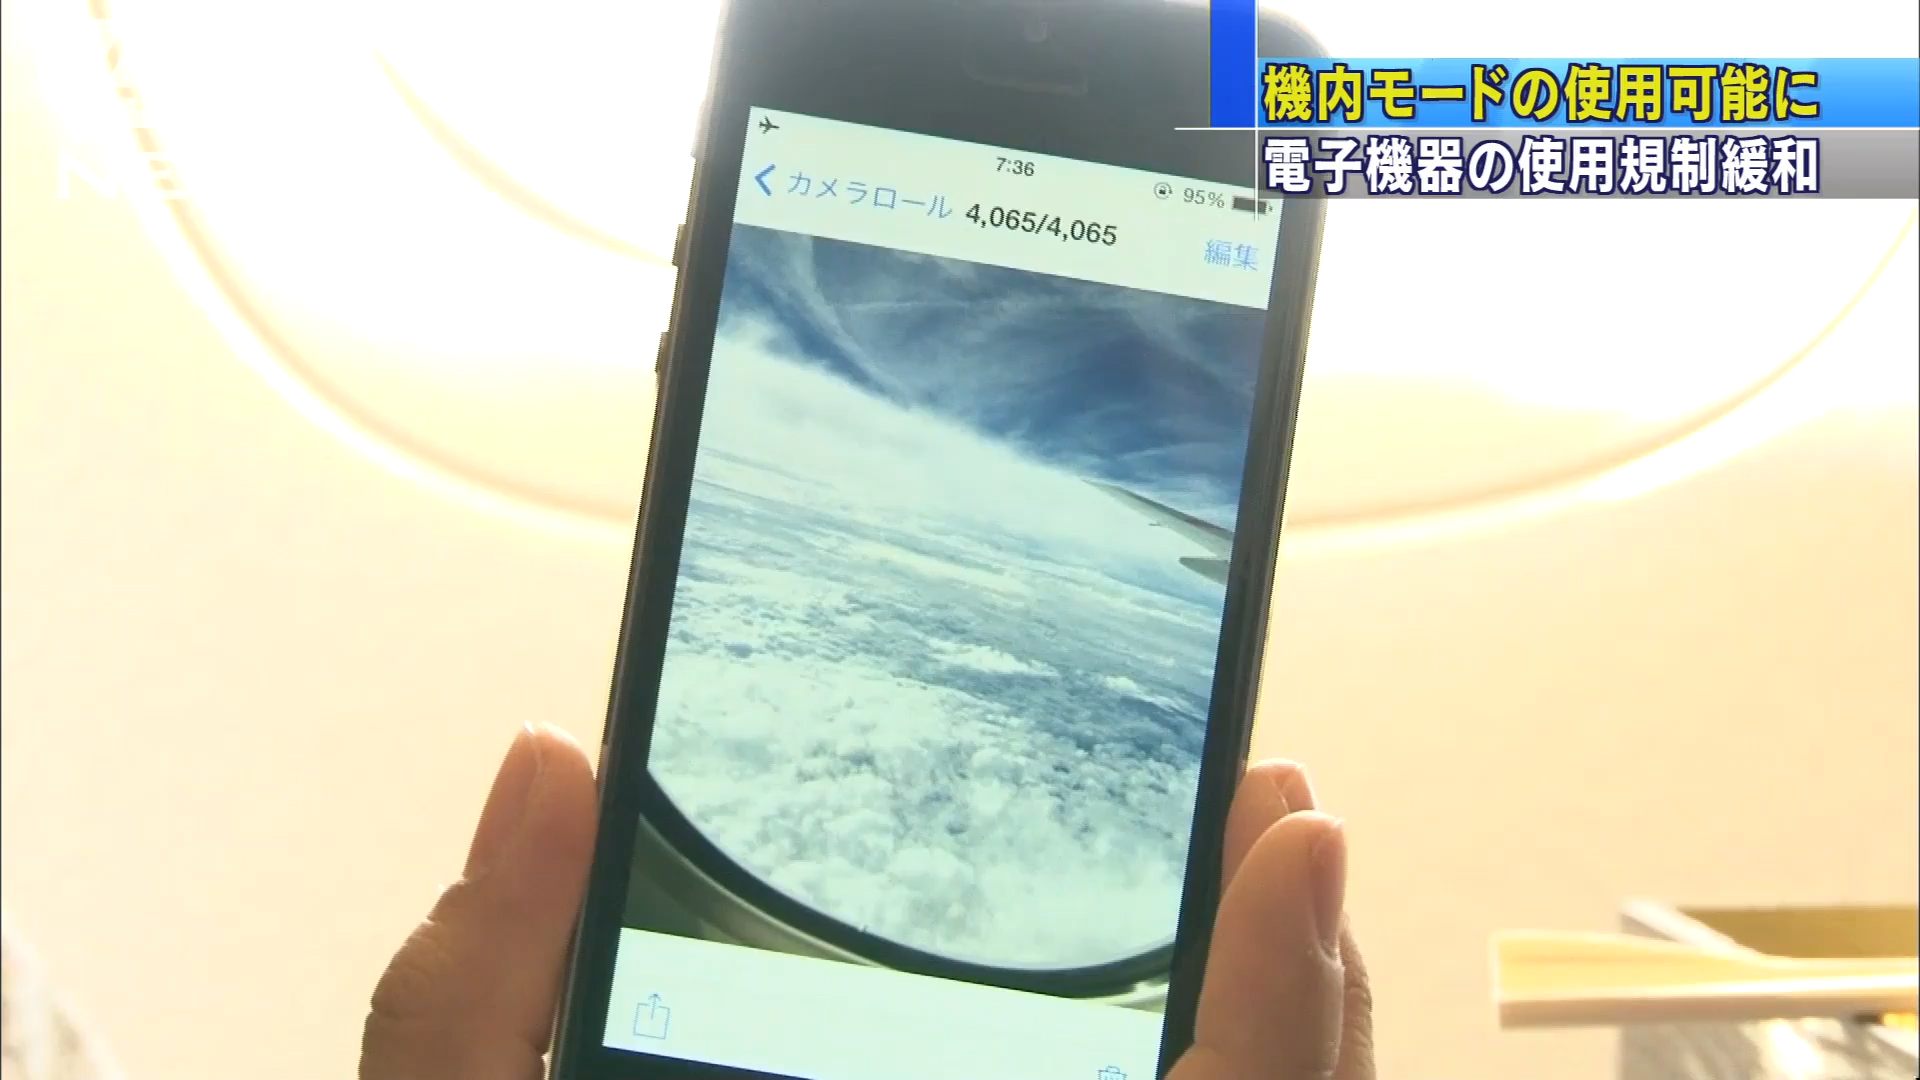 機内モードの使用可能に
電子機器の使用規制緩和
7:36
95%
カメラロール
4,065/4,065
編集